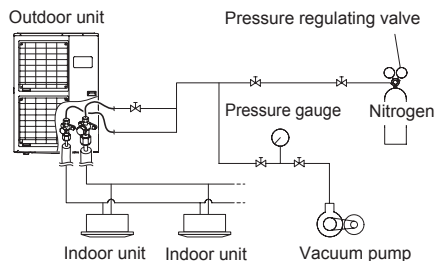 Outdoor unit
Pressure regulating valve
Pressure gauge
Nitrogen
Indoor unit
Indoor unit
Vacuum pump